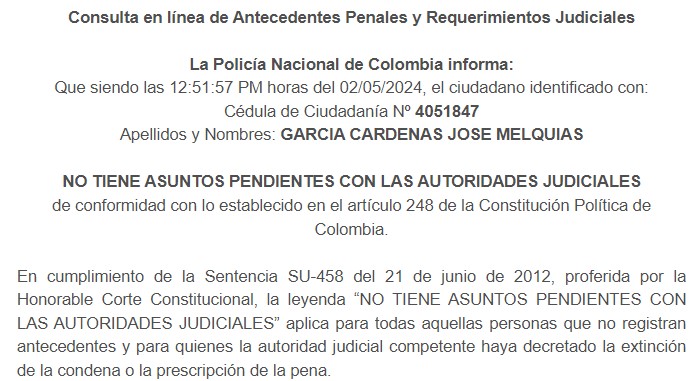 Consulta en línea de Antecedentes Penales y Requerimientos Judiciales
La Policía Nacional de Colombia informa:
Que siendo las 12:51:57 PM horas del 02/05/2024, el ciudadano identificado con:
Cédula de Ciudadanía Nº 4051847
Apellidos y Nombres: GARCIA CARDENAS JOSE MELQUIAS
NO TIENE ASUNTOS PENDIENTES CON LAS AUTORIDADES JUDICIALES
de conformidad con lo establecido en el artículo 248 de la Constitución Política de
Colombia.
En cumplimiento de la Sentencia SU-458 del 21 de junio de 2012, proferida por la
Honorable Corte Constitucional, la leyenda “NO TIENE ASUNTOS PENDIENTES CON
LAS AUTORIDADES JUDICIALES” aplica para todas aquellas personas que no registran
antecedentes y para quienes la autoridad judicial competente haya decretado la extinción
de la condena o la prescripción de la pena.